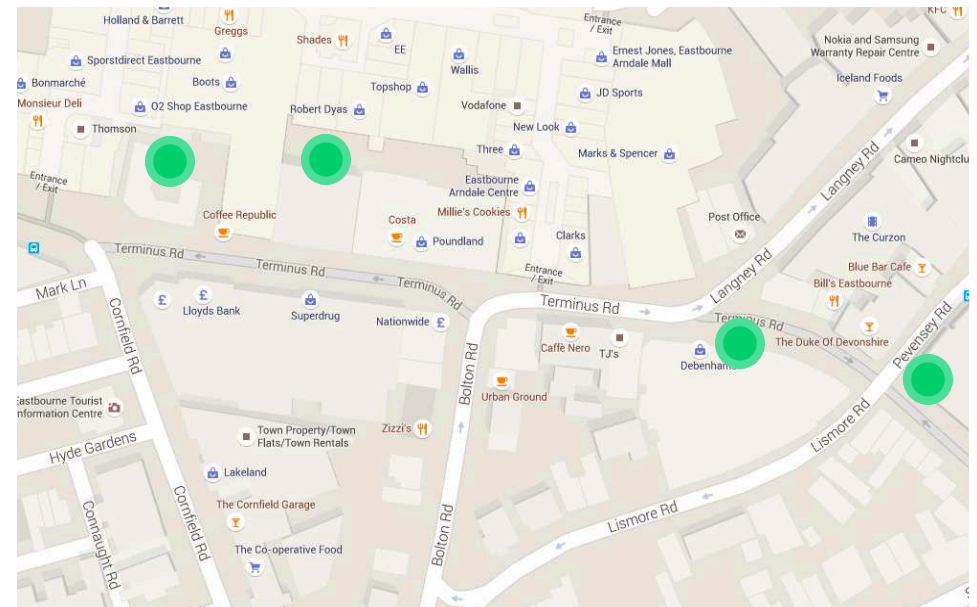 Holland & Barrett
Greggs
Shades
EE
Entrance
/ Exit
KFC
Nokia and Samsung
Warranty Repair Centre
Sporstdirect Eastbourne
Wallis
Ernest Jones, Eastbourne
Arndale Mall
Bonmarché
Boots
Topshop
Iceland Foods
Monsieur Deli
O2 Shop Eastbourne
Robert Dyas
Vodafone
JD Sports
Thomson
New Look
Three
Marks & Spencer
Langney Rd
Cameo Nightclu
Entrance
/ Exit
Eastbourne
Arndale Centre
Coffee Republic
Costa
Millie's Cookies
Post Office
Poundland
Clarks
The Curzon
Terminus Rd
Terminus Rd
Entrance
/ Exit
Langney Rd
Blue Bar Cafe
Bill's Eastbourne
Mark Ln
Terminus Rd
Terminus Rd
Lloyds Bank
Superdrug
Nationwide
Terminus Rd
Cornfield Rd
Caffè Nero
TJ's
The Duke Of Devonshire
Pevensey Rd
Debenhams
Bolton Rd
Urban Ground
Eastbourne Tourist
Information Centre
Town Property/Town
Flats/Town Rentals
Zizzi's
Lismore Rd
Hyde Gardens
Lakeland
Cornfield Rd
The Cornfield Garage
Connaught Rd
Lismore Rd
Bolton Rd
The Co-operative Food